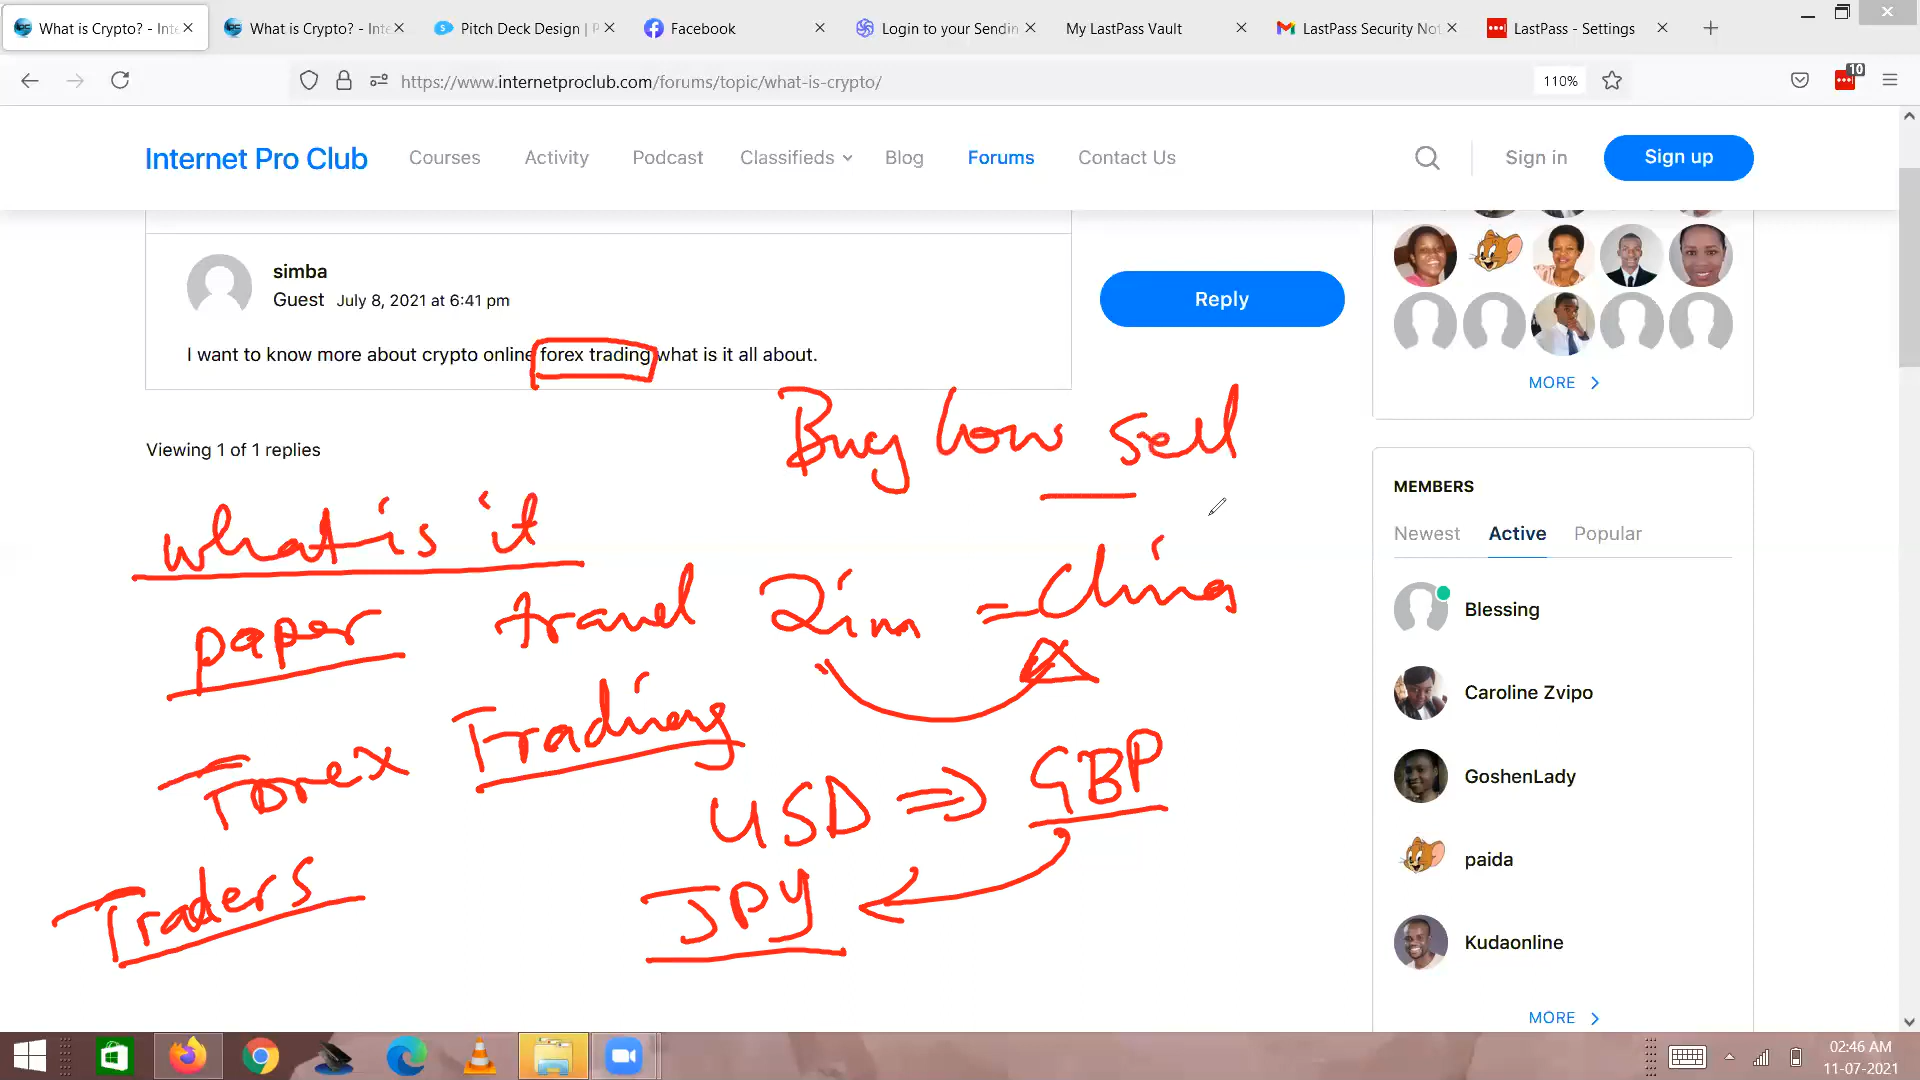 What is Crypto? - Inte
What is Crypto? - Inte
Pitch Deck Design | P
Facebook
Login to your Sendin
My LastPass Vault
LastPass Security Not
LastPass - Settings
https://www.internetproclub.com/forums/topic/what-is-crypto/
110%
10
Internet Pro Club
Courses
Activity
Podcast
Classifieds
Blog
Forums
Contact Us
Sign in
Sign up
simba
Guest July 8, 2021 at 6:41 pm
I want to know more about crypto online forex trading what is it all about.
Reply
MORE
Viewing 1 of 1 replies
Buy low sell
what is it
paper travel Zim = China
Forex Trading
USD => GBP
Traders
JPY
MEMBERS
Newest Active Popular
Blessing
Caroline Zvipo
GoshenLady
paida
Kudaonline
MORE
02:46 AM
11-07-2021